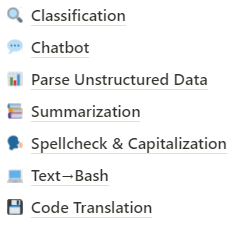 Classification
Chatbot
Parse Unstructured Data
Summarization
Spellcheck & Capitalization
Text→Bash
Code Translation